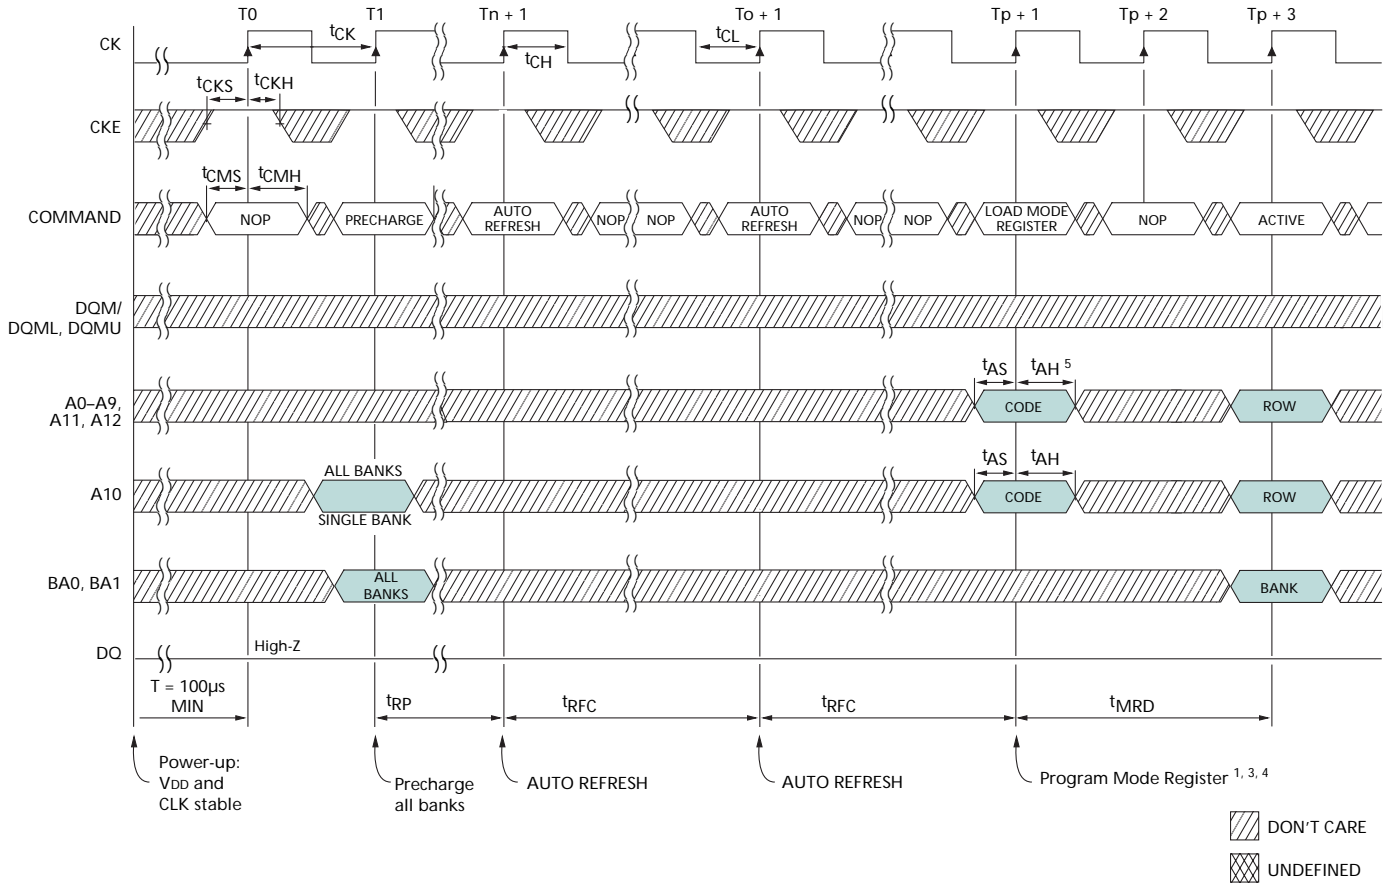 T0 T1 Tn + 1 To + 1 Tp + 1 Tp + 2 Tp + 3
CK
tCK
tCH
tCL
tCKS tCKH
CKE
tCMS tCMH
COMMAND
NOP
PRECHARGE
AUTO
REFRESH
NOP
NOP
AUTO
REFRESH
NOP
NOP
LOAD MODE
REGISTER
NOP
ACTIVE
DQM/
DQML, DQMU
tAS tAH 5
A0–A9,
A11, A12
CODE
ROW
ALL BANKS
tAS tAH
A10
CODE
ROW
SINGLE BANK
BA0, BA1
ALL
BANKS
BANK
DQ
High-Z
T = 100µs
MIN
tRP
tRFC
tRFC
tMRD
Power-up:
VDD and
CLK stable
Precharge
all banks
AUTO REFRESH
AUTO REFRESH
Program Mode Register 1, 3, 4
DON'T CARE
UNDEFINED